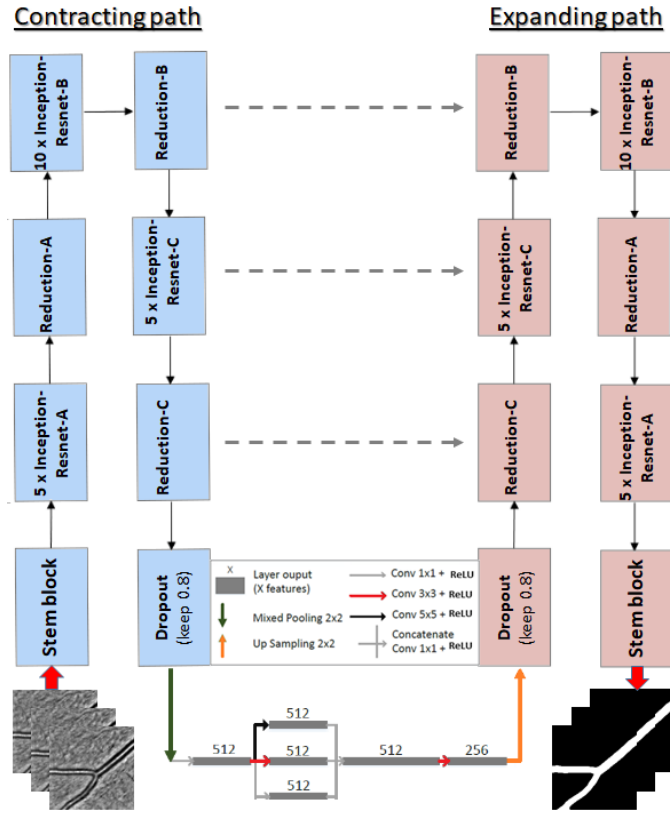 Contracting path
Expanding path
10 x Inception-
Resnet-B
Reduction-B
Reduction-B
10 x Inception-
Resnet-B
Reduction-A
5 x Inception-
Resnet-C
5 x Inception-
Resnet-C
Reduction-A
5 x Inception-
Resnet-A
Reduction-C
Reduction-C
5 x Inception-
Resnet-A
Stem block
Dropout
(keep 0.8)
X
Layer ouput
(X features)
Mixed Pooling 2x2
Up Sampling 2x2
Conv 1x1 + ReLU
Conv 3x3 + ReLU
Conv 5x5 + ReLU
Concatenate
Conv 1x1 + ReLU
Dropout
(keep 0.8)
Stem block
512
512
512
512
512
256